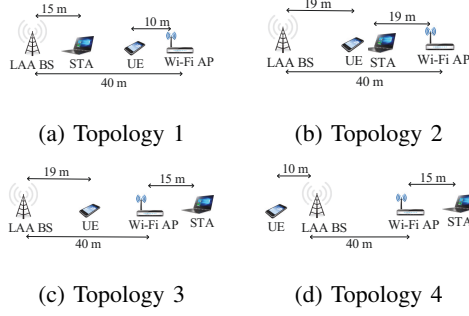 15 m
10 m
LAA BS STA UE Wi-Fi AP
40 m
(a) Topology 1
19 m
19 m
LAA BS UE STA Wi-Fi AP
40 m
(b) Topology 2
19 m
15 m
LAA BS UE Wi-Fi AP STA
40 m
(c) Topology 3
10 m
15 m
UE LAA BS Wi-Fi AP STA
40 m
(d) Topology 4